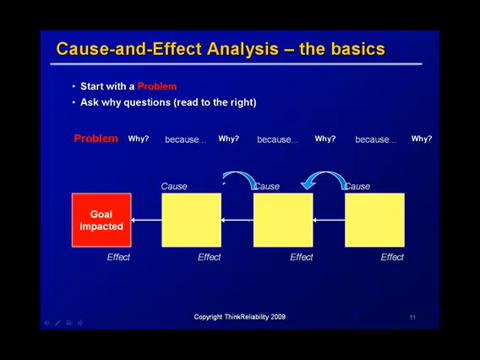 Cause-and-Effect Analysis – the basics
• Start with a Problem
• Ask why questions (read to the right)
Problem Why? because... Why? because... Why? because... Why?
Cause Cause Cause
Goal
Impacted
Effect Effect Effect Effect
Copyright ThinkReliability 2009
11